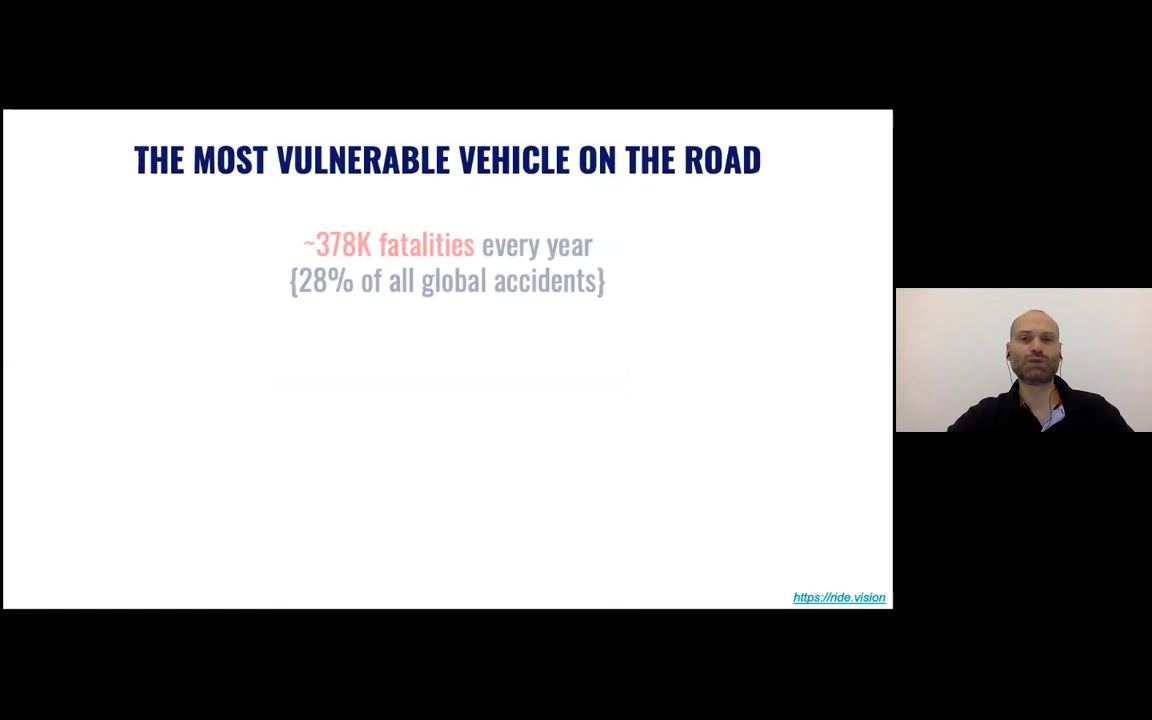 THE MOST VULNERABLE VEHICLE ON THE ROAD
~378K fatalities every year
{28% of all global accidents}
https://ride.vision